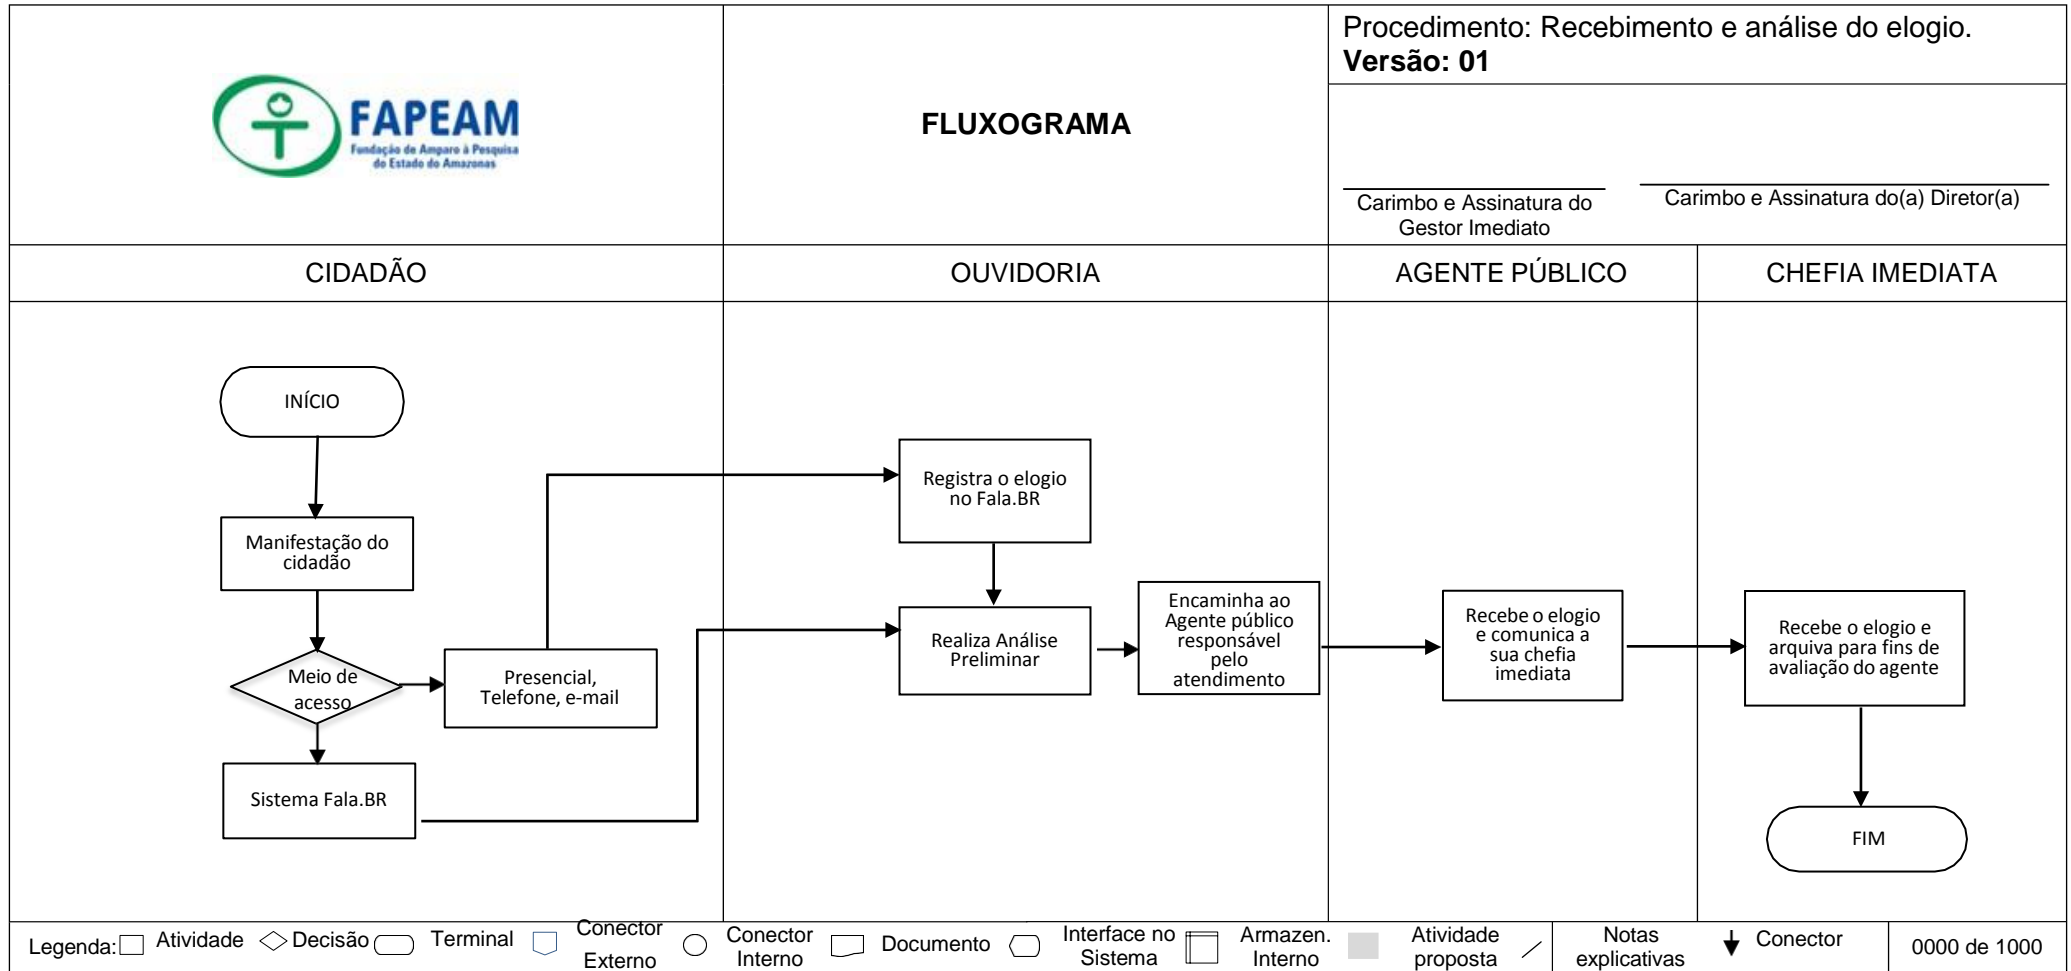 Procedimento: Recebimento e análise do elogio.
Versão: 01
FAPEAM
Fundação de Amparo à Pesquisa
do Estado do Amazonas
FLUXOGRAMA
Carimbo e Assinatura do
Gestor Imediato
Carimbo e Assinatura do(a) Diretor(a)
CIDADÃO
OUVIDORIA
AGENTE PÚBLICO
CHEFIA IMEDIATA
INÍCIO
Manifestação do
cidadão
Meio de
acesso
Presencial,
Telefone, e-mail
Sistema Fala.BR
Registra o elogio
no Fala.BR
Realiza Análise
Preliminar
Encaminha ao
Agente público
responsável
pelo
atendimento
Recebe o elogio
e comunica a
sua chefia
imediata
Recebe o elogio e
arquiva para fins de
avaliação do agente
FIM
Legenda:
Atividade
Decisão
Terminal
Conector
Externo
Conector
Interno
Documento
Interface no
Sistema
Armazen.
Interno
Atividade
proposta
Notas
explicativas
Conector
0000 de 1000